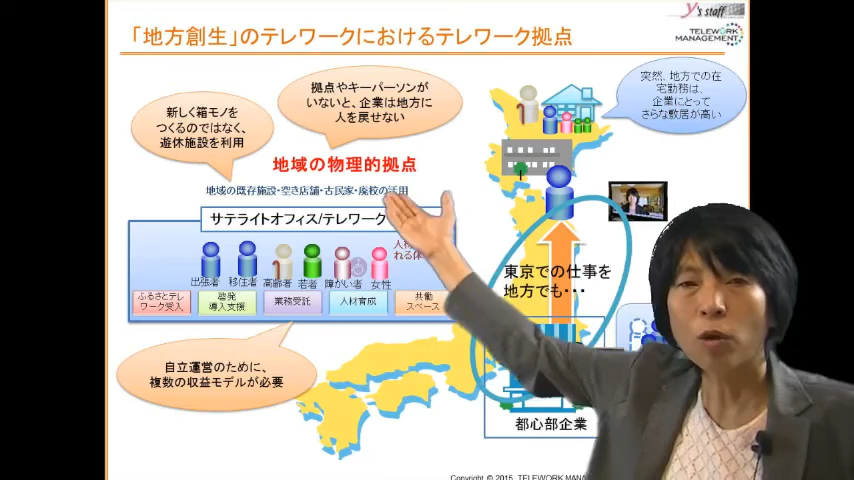 y's staff
TELEWORK
MANAGEMENT
「地方創生」のテレワークにおけるテレワーク拠点
拠点やキーパーソンが
いないと、企業は地方に
人を戻せない
突然、地方での在
宅勤務は、
企業にとって
さらな敷居が高い
新しく箱モノを
つくるのではなく、
遊休施設を利用
地域の物理的拠点
地域の既存施設・空き店舗・古民家・廃校の活用
サテライトオフィス/テレワーク
出張者
移住者
高齢者
若者
障がい者
女性
ふるさとテレ
ワーク受入
啓発
導入支援
業務受託
人材育成
共働
スペース
東京での仕事を
地方でも・・・
自立運営のために、
複数の収益モデルが必要
都心部企業
Copyright © 2015, TELEWORK